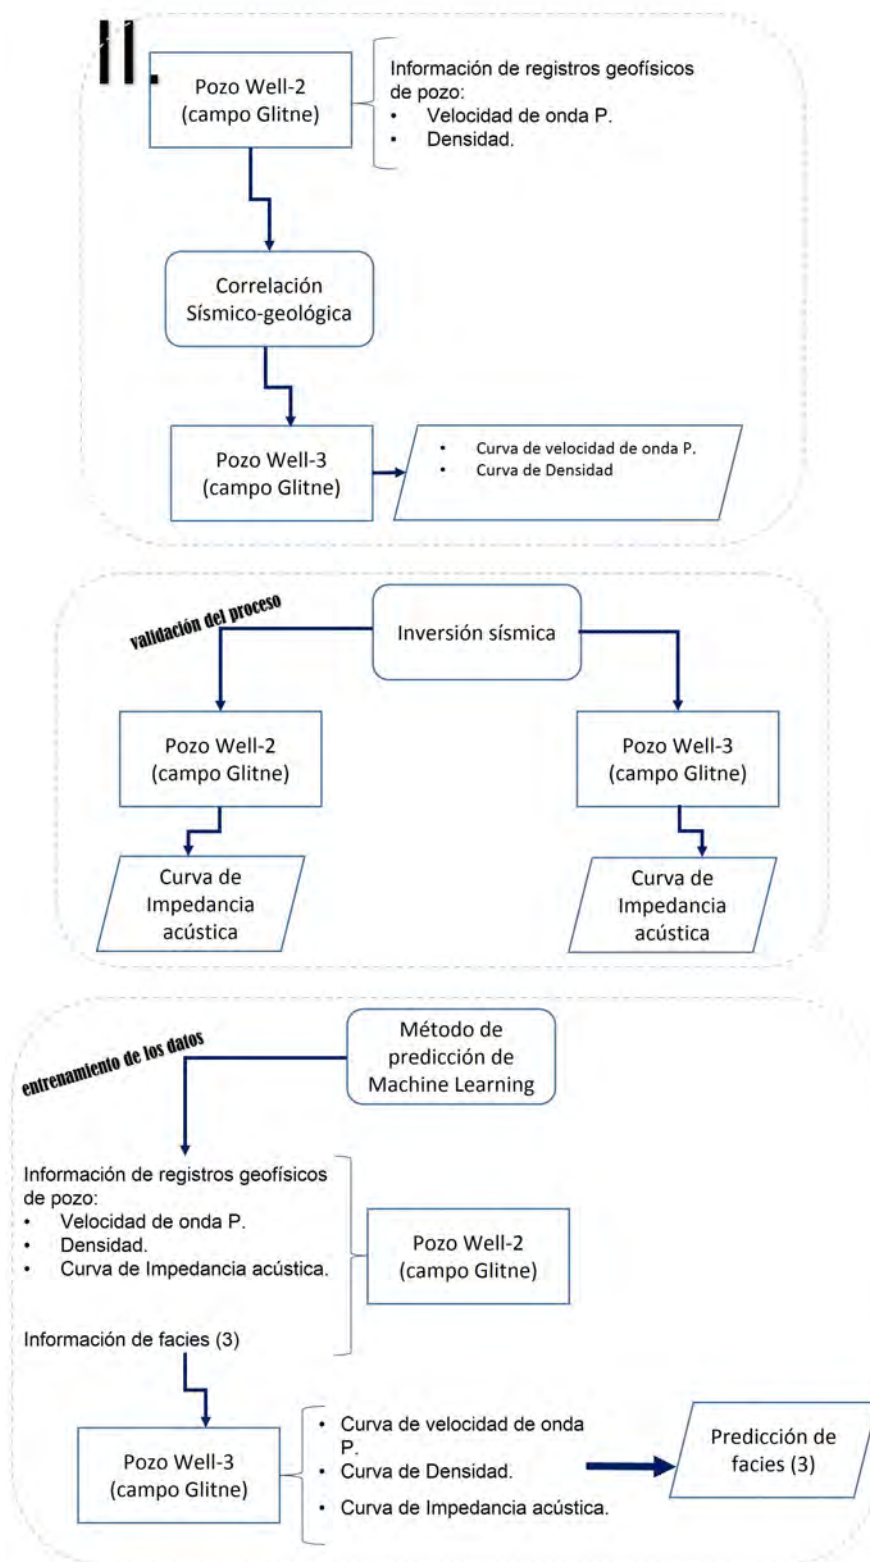 II.
Pozo Well-2
(campo Glitne)
Información de registros geofísicos
de pozo:
• Velocidad de onda P.
• Densidad.
Correlación
Sísmico-geológica
Pozo Well-3
(campo Glitne)
• Curva de velocidad de onda P.
• Curva de Densidad
validación del proceso
Inversión sísmica
Pozo Well-2
(campo Glitne)
Pozo Well-3
(campo Glitne)
Curva de
Impedancia
acústica
Curva de
Impedancia
acústica
entrenamiento de los datos
Método de
predicción de
Machine Learning
Información de registros geofísicos
de pozo:
• Velocidad de onda P.
• Densidad.
• Curva de Impedancia acústica.
Pozo Well-2
(campo Glitne)
Información de facies (3)
Pozo Well-3
(campo Glitne)
• Curva de velocidad de onda
P.
• Curva de Densidad.
• Curva de Impedancia acústica.
Predicción de
facies (3)